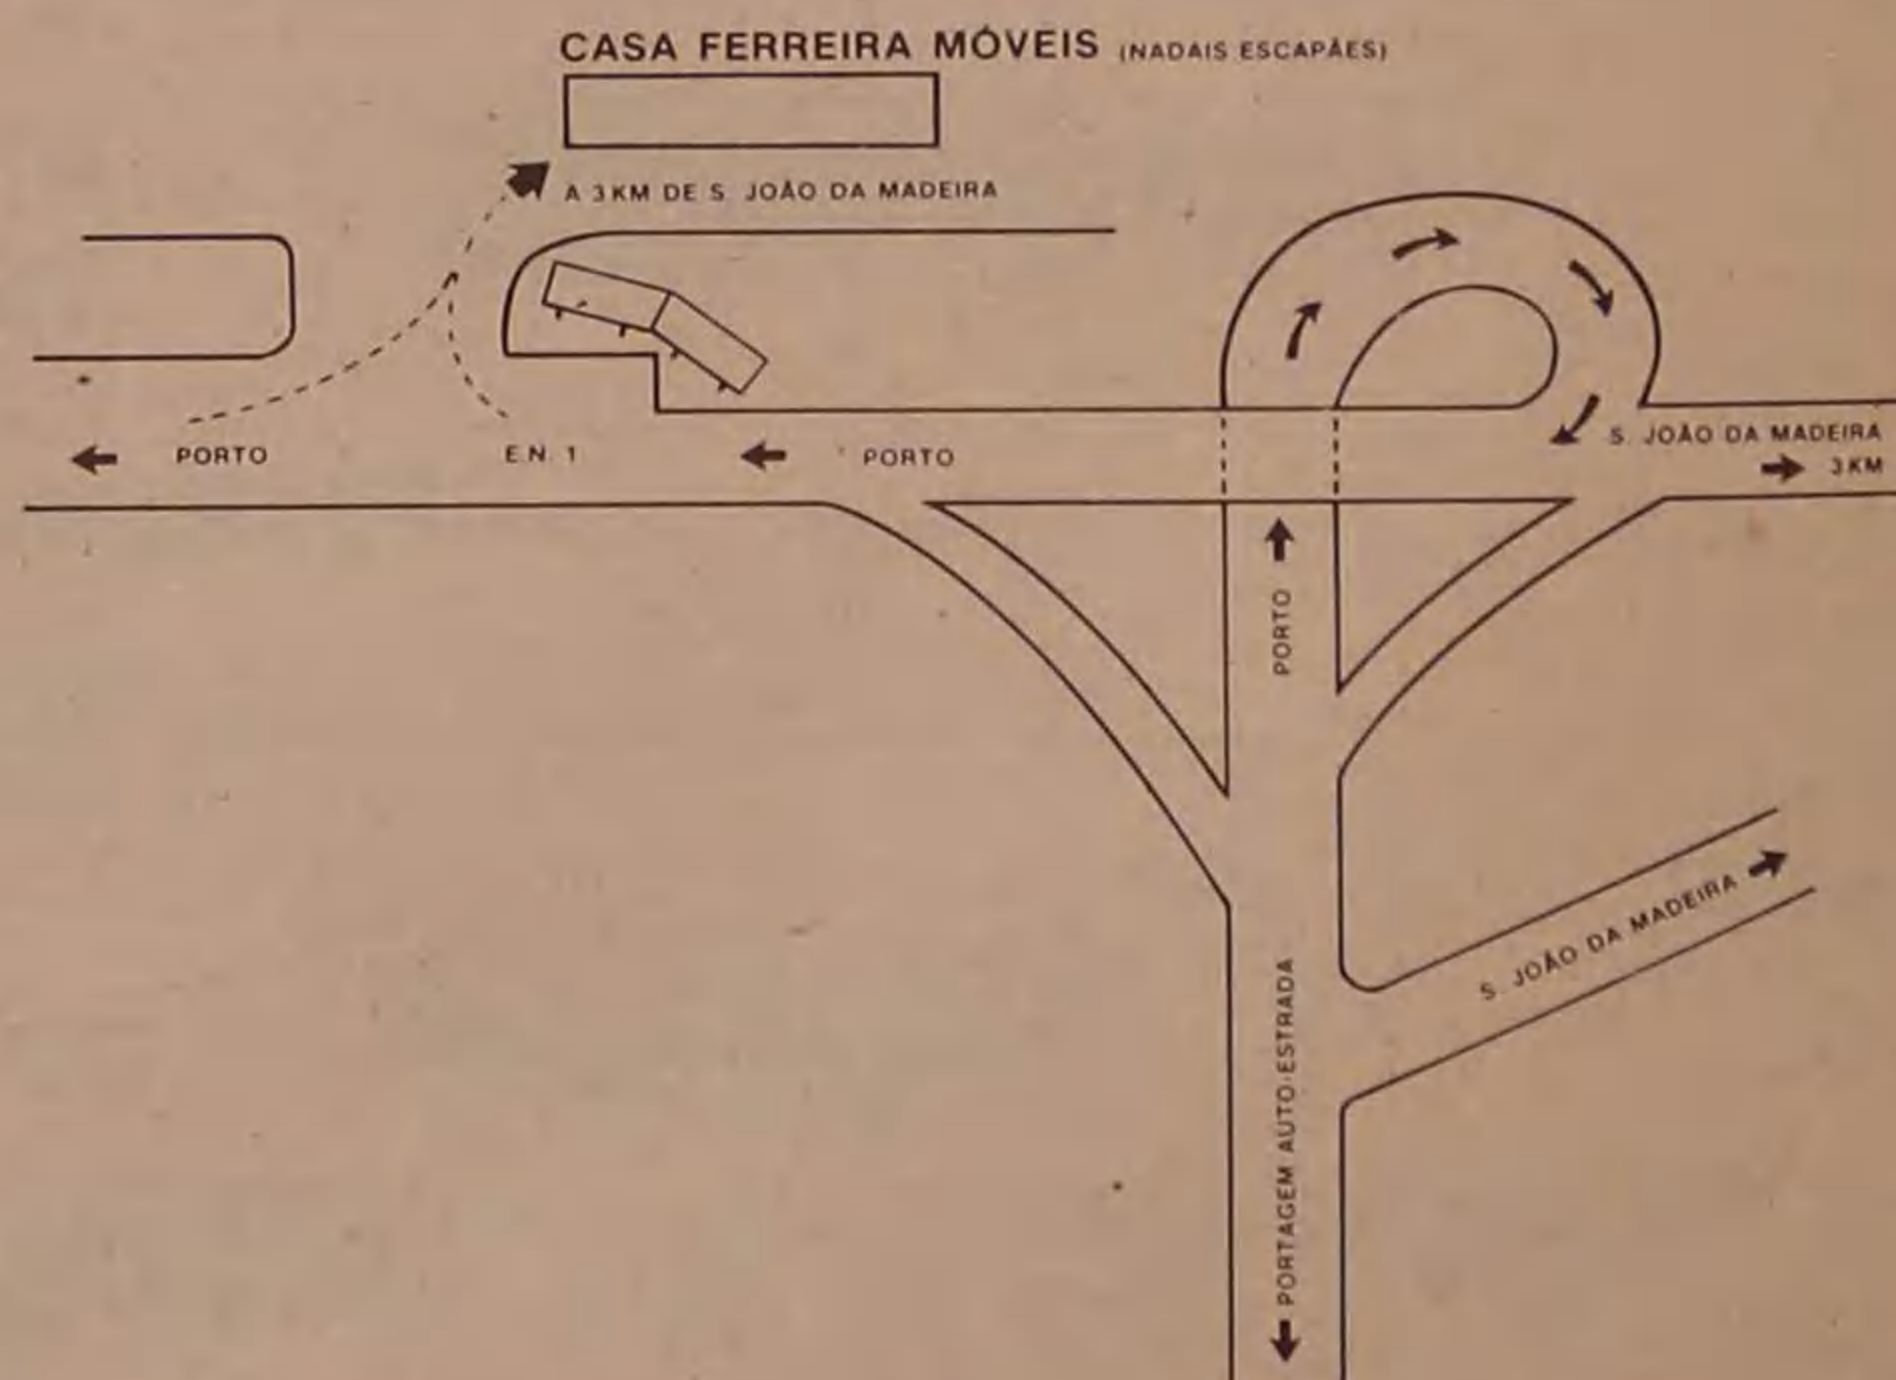 CASA FERREIRA MÓVEIS (NADAIS ESCAPÃES)
A 3 KM DE S. JOÃO DA MADEIRA
S. JOÃO DA MADEIRA
3 KM
PORTO
E.N. 1
PORTO
PORTO
S. JOÃO DA MADEIRA
PORTAGEM AUTO-ESTRADA